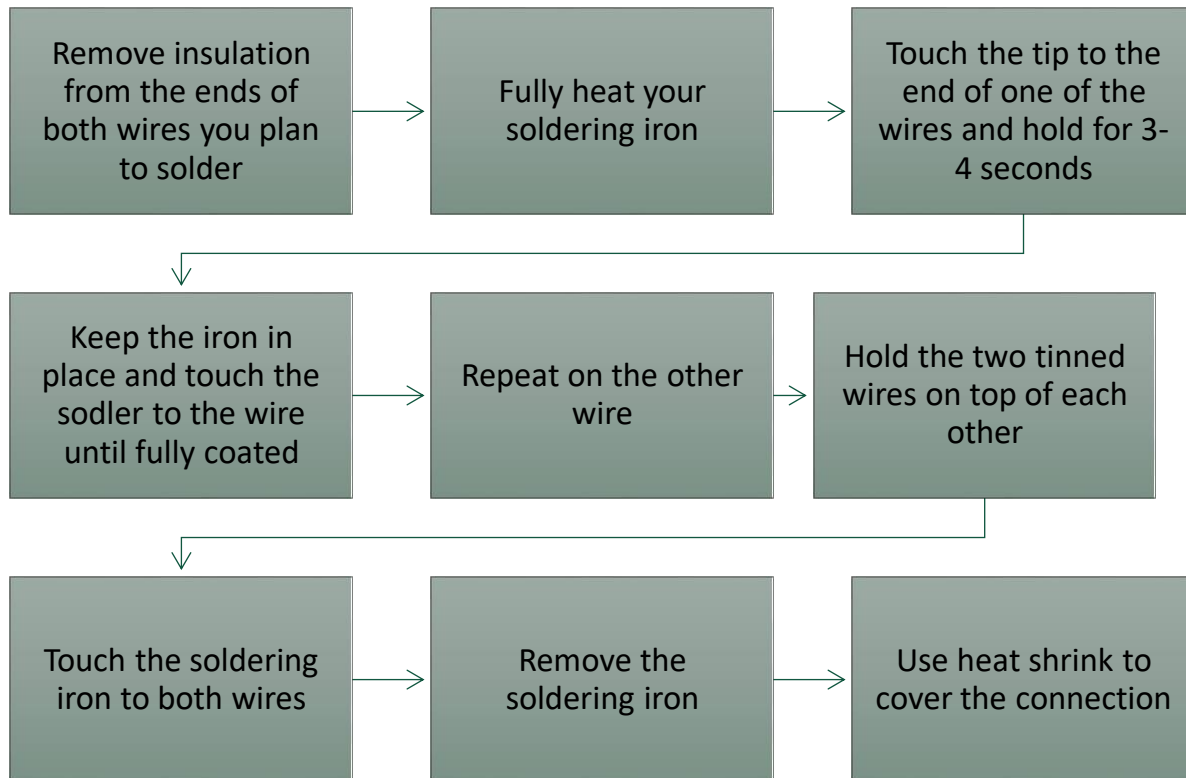 Remove insulation
from the ends of
both wires you plan
to solder
Fully heat your
soldering iron
Touch the tip to the
end of one of the
wires and hold for 3-
4 seconds
Keep the iron in
place and touch the
sodler to the wire
until fully coated
Repeat on the other
wire
Hold the two tinned
wires on top of each
other
Touch the soldering
iron to both wires
Remove the
soldering iron
Use heat shrink to
cover the connection